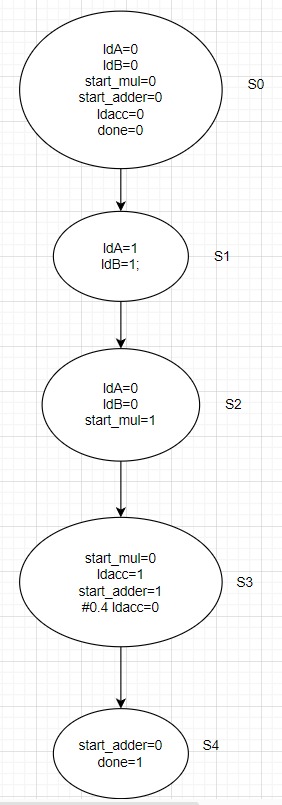 ldA=0
ldB=0
start_mul=0
start_adder=0
ldacc=0
done=0
S0
ldA=1
ldB=1;
S1
ldA=0
ldB=0
start_mul=1
S2
start_mul=0
ldacc=1
start_adder=1
#0.4 ldacc=0
S3
start_adder=0
done=1
S4